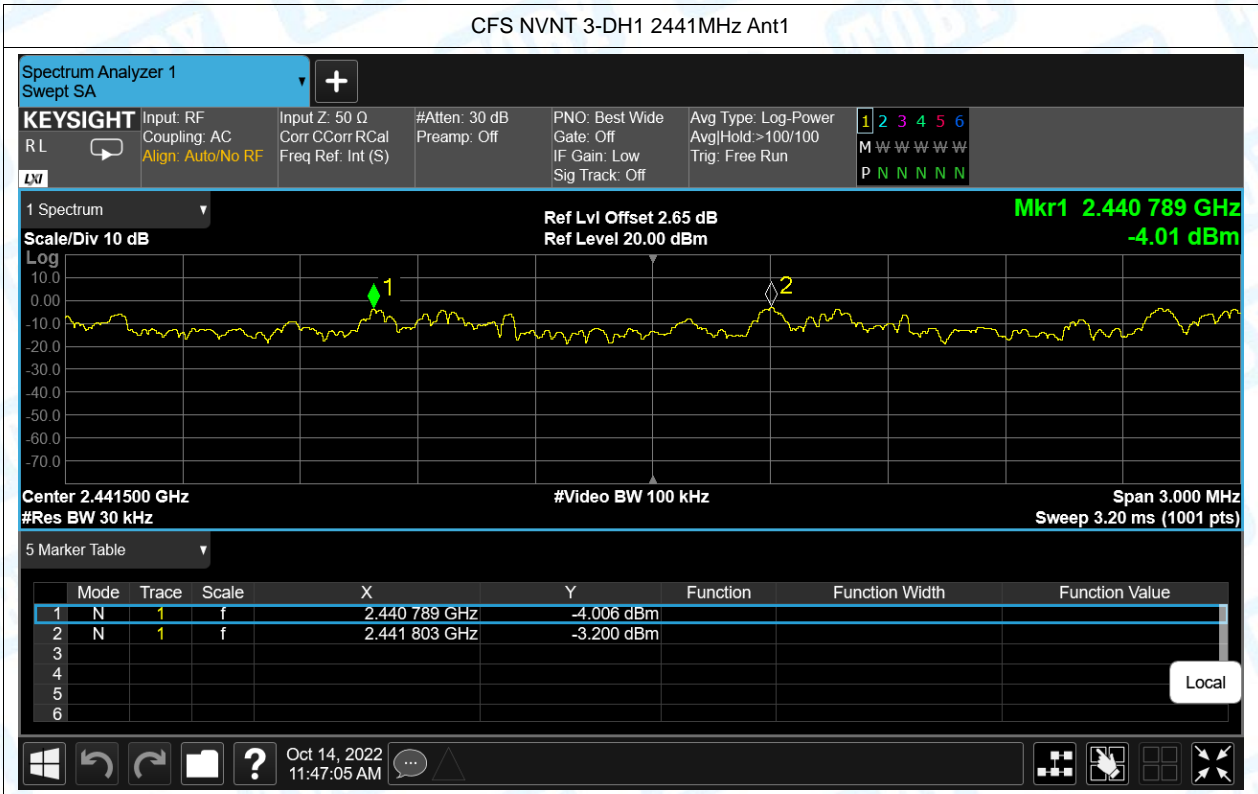 CFS NVNT 3-DH1 2441MHz Ant1
Spectrum Analyzer 1
Swept SA
KEYSIGHT
RL
LXI
Input: RF
Coupling: AC
Align: Auto/No RF
Input Z: 50 Ω
Corr CCorr RCal
Freq Ref: Int (S)
#Atten: 30 dB
Preamp: Off
PNO: Best Wide
Gate: Off
IF Gain: Low
Sig Track: Off
Avg Type: Log-Power
Avg|Hold:>100/100
Trig: Free Run
1 2 3 4 5 6
M W W W W W
P N N N N N
1 Spectrum
Scale/Div 10 dB
Ref Lvl Offset 2.65 dB
Ref Level 20.00 dBm
Mkr1 2.440 789 GHz
-4.01 dBm
Log
10.0
0.00
-10.0
-20.0
-30.0
-40.0
-50.0
-60.0
-70.0
1
2
Center 2.441500 GHz
#Res BW 30 kHz
#Video BW 100 kHz
Span 3.000 MHz
Sweep 3.20 ms (1001 pts)
5 Marker Table
Mode Trace Scale X Y Function Function Width Function Value
1 N 1 f 2.440 789 GHz -4.006 dBm
2 N 1 f 2.441 803 GHz -3.200 dBm
3
4
5
6
Local
?
Oct 14, 2022
11:47:05 AM